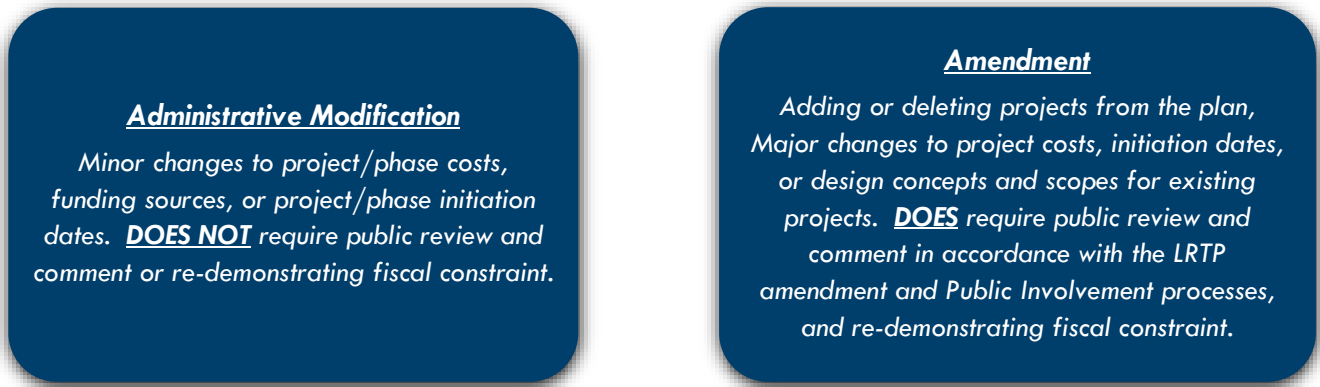 Administrative Modification
Minor changes to project/phase costs,
funding sources, or project/phase initiation
dates. DOES NOT require public review and
comment or re-demonstrating fiscal constraint.
Amendment
Adding or deleting projects from the plan,
Major changes to project costs, initiation dates,
or design concepts and scopes for existing
projects. DOES require public review and
comment in accordance with the LRTP
amendment and Public Involvement processes,
and re-demonstrating fiscal constraint.